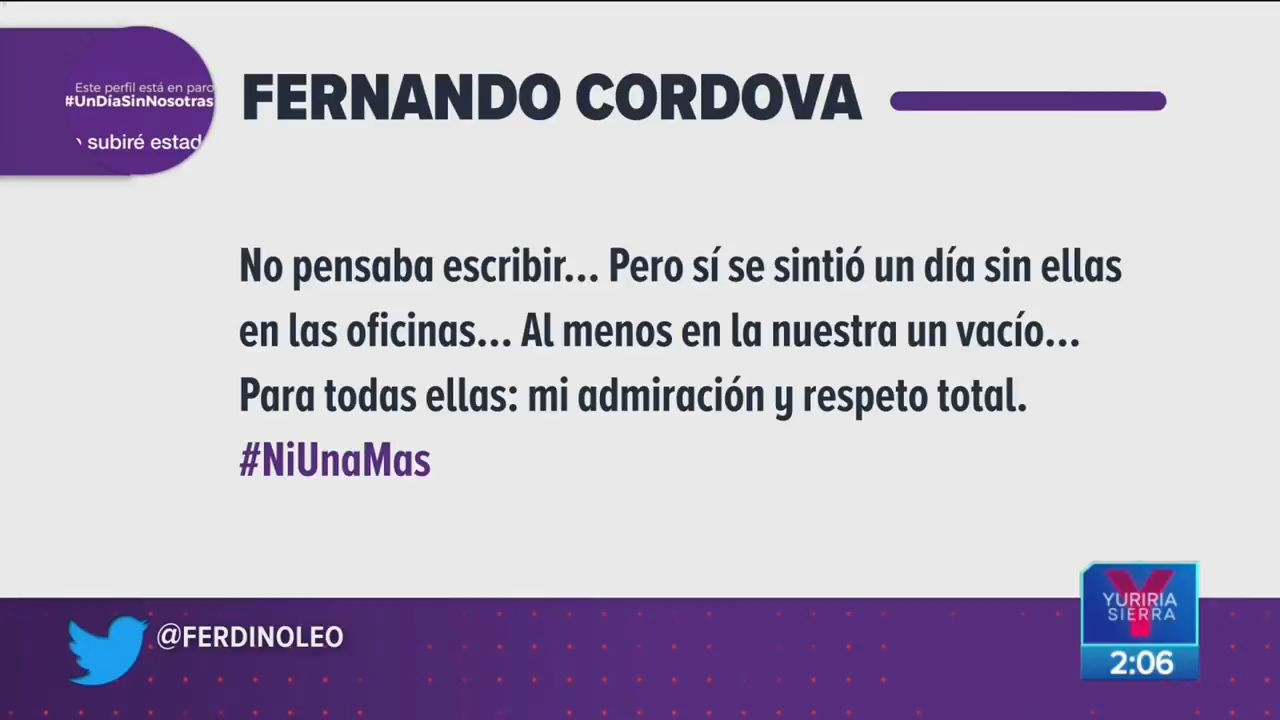 Este perfil está en paro
#UnDíaSinNosotras
subiré estad
FERNANDO CORDOVA
No pensaba escribir... Pero sí se sintió un día sin ellas
en las oficinas... Al menos en la nuestra un vacío...
Para todas ellas: mi admiración y respeto total.
#NiUnaMas
@FERDINOLEO
YURIRIA
SIERRA
2:06